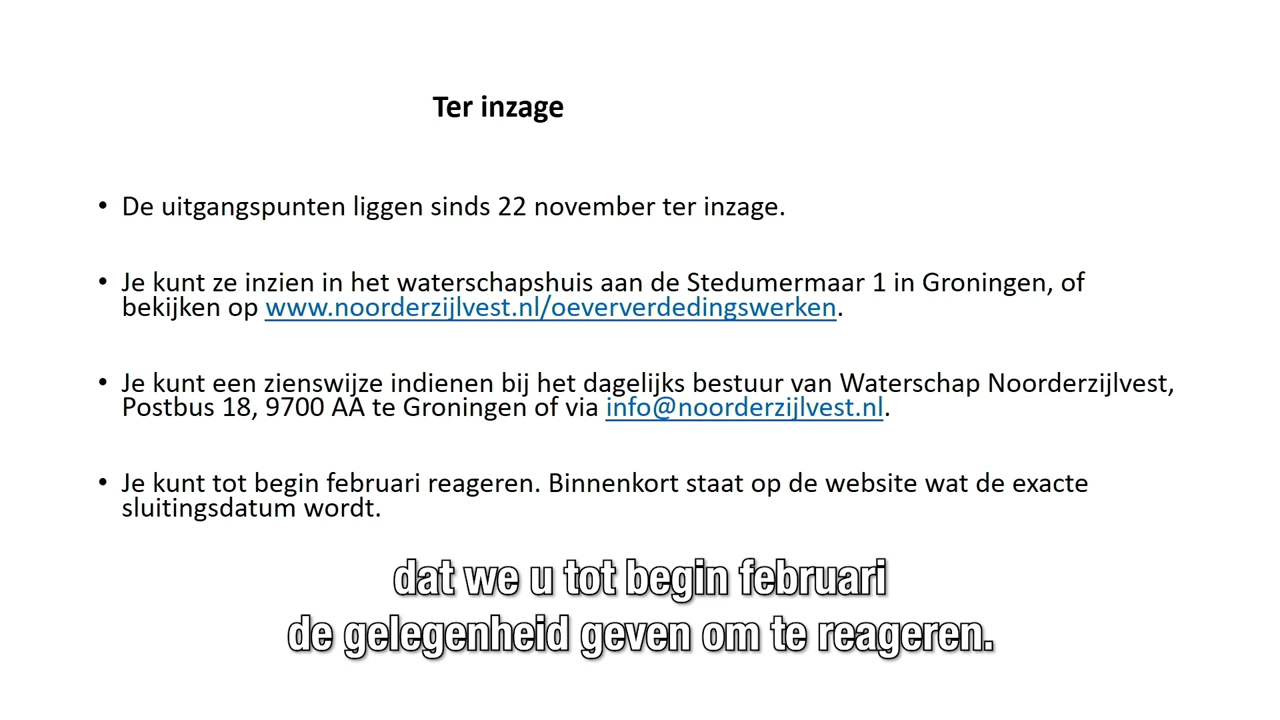 Ter inzage
• De uitgangspunten liggen sinds 22 november ter inzage.
• Je kunt ze inzien in het waterschapshuis aan de Stedumermaar 1 in Groningen, of
bekijken op www.noorderzijlvest.nl/oeververdedingswerken.
• Je kunt een zienswijze indienen bij het dagelijks bestuur van Waterschap Noorderzijlvest,
Postbus 18, 9700 AA te Groningen of via info@noorderzijlvest.nl.
• Je kunt tot begin februari reageren. Binnenkort staat op de website wat de exacte
sluitingsdatum wordt.
dat we u tot begin februari
de gelegenheid geven om te reageren.